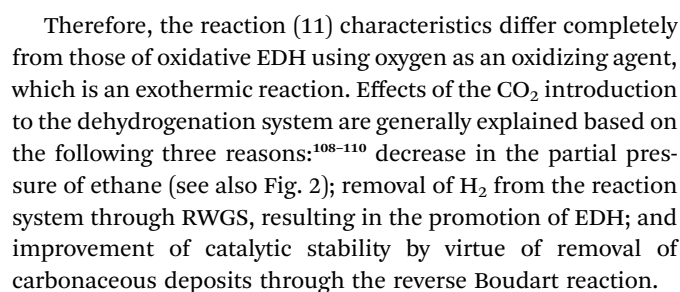 Therefore, the reaction (11) characteristics differ completely
from those of oxidative EDH using oxygen as an oxidizing agent,
which is an exothermic reaction. Effects of the CO₂ introduction
to the dehydrogenation system are generally explained based on
the following three reasons:¹⁰⁸⁻¹¹⁰ decrease in the partial pres-
sure of ethane (see also Fig. 2); removal of H₂ from the reaction
system through RWGS, resulting in the promotion of EDH; and
improvement of catalytic stability by virtue of removal of
carbonaceous deposits through the reverse Boudart reaction.